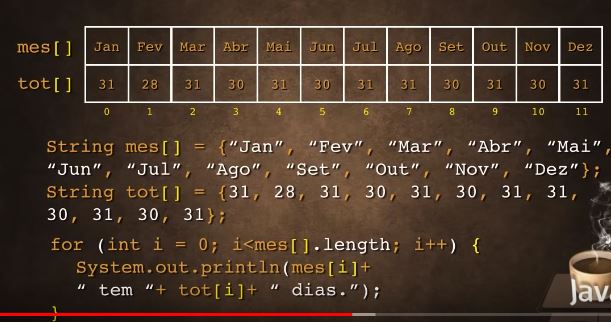 mes[] Jan Fev Mar Abr Mai Jun Jul Ago Set Out Nov Dez
tot[] 31 28 31 30 31 30 31 31 30 31 30 31
0 1 2 3 4 5 6 7 8 9 10 11
String mes[] = {“Jan”, “Fev”, “Mar”, “Abr”, “Mai”,
“Jun”, “Jul”, “Ago”, “Set”, “Out”, “Nov”, “Dez”};
String tot[] = {31, 28, 31, 30, 31, 30, 31, 31,
30, 31, 30, 31};
for (int i = 0; i<mes[].length; i++) {
System.out.println(mes[i]+
“ tem “+ tot[i]+ “ dias.”);
}
Java